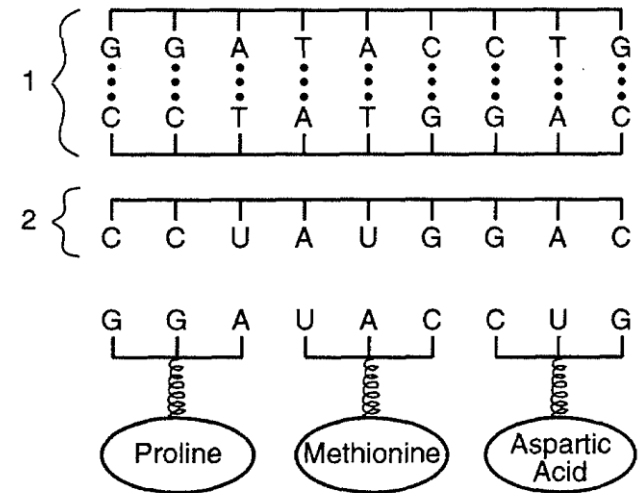 G G A T A C C T G
1
C C T A T G G A C
2
C C U A U G G A C
G G A U A C C U G
Proline Methionine Aspartic
Acid